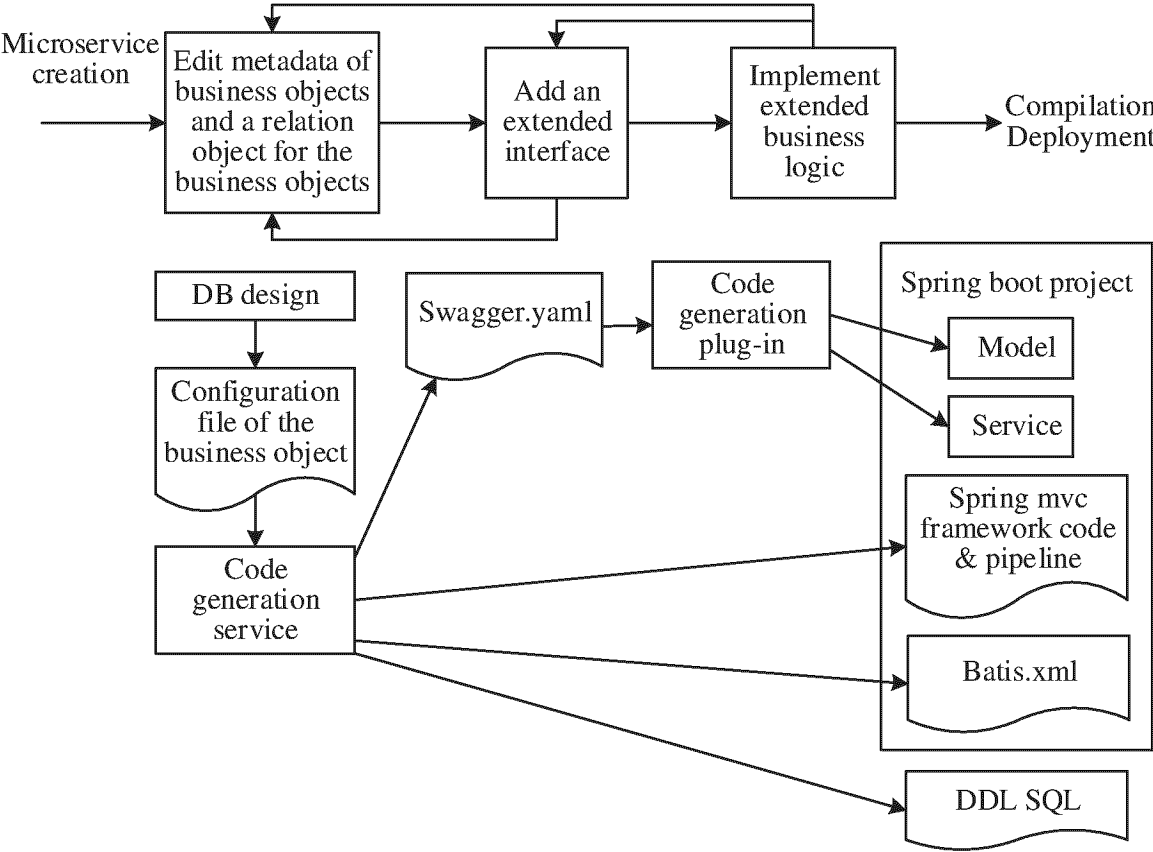 Microservice
creation
Edit metadata of
business objects
and a relation
object for the
business objects
Add an
extended
interface
Implement
extended
business
logic
Compilation
Deployment
DB design
Configuration
file of the
business object
Code
generation
service
Swagger.yaml
Code
generation
plug-in
Spring boot project
Model
Service
Spring mvc
framework code
& pipeline
Batis.xml
DDL SQL